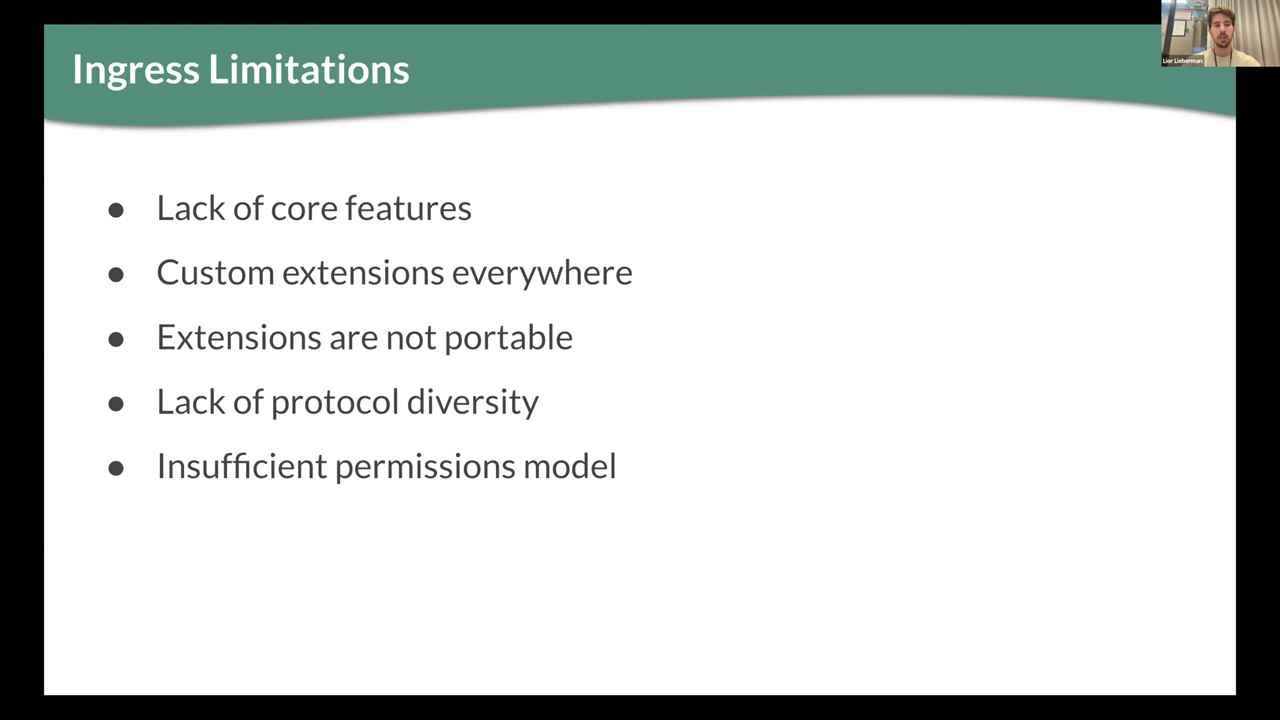 Ingress Limitations
Lior Lieberman
● Lack of core features
● Custom extensions everywhere
● Extensions are not portable
● Lack of protocol diversity
● Insufficient permissions model